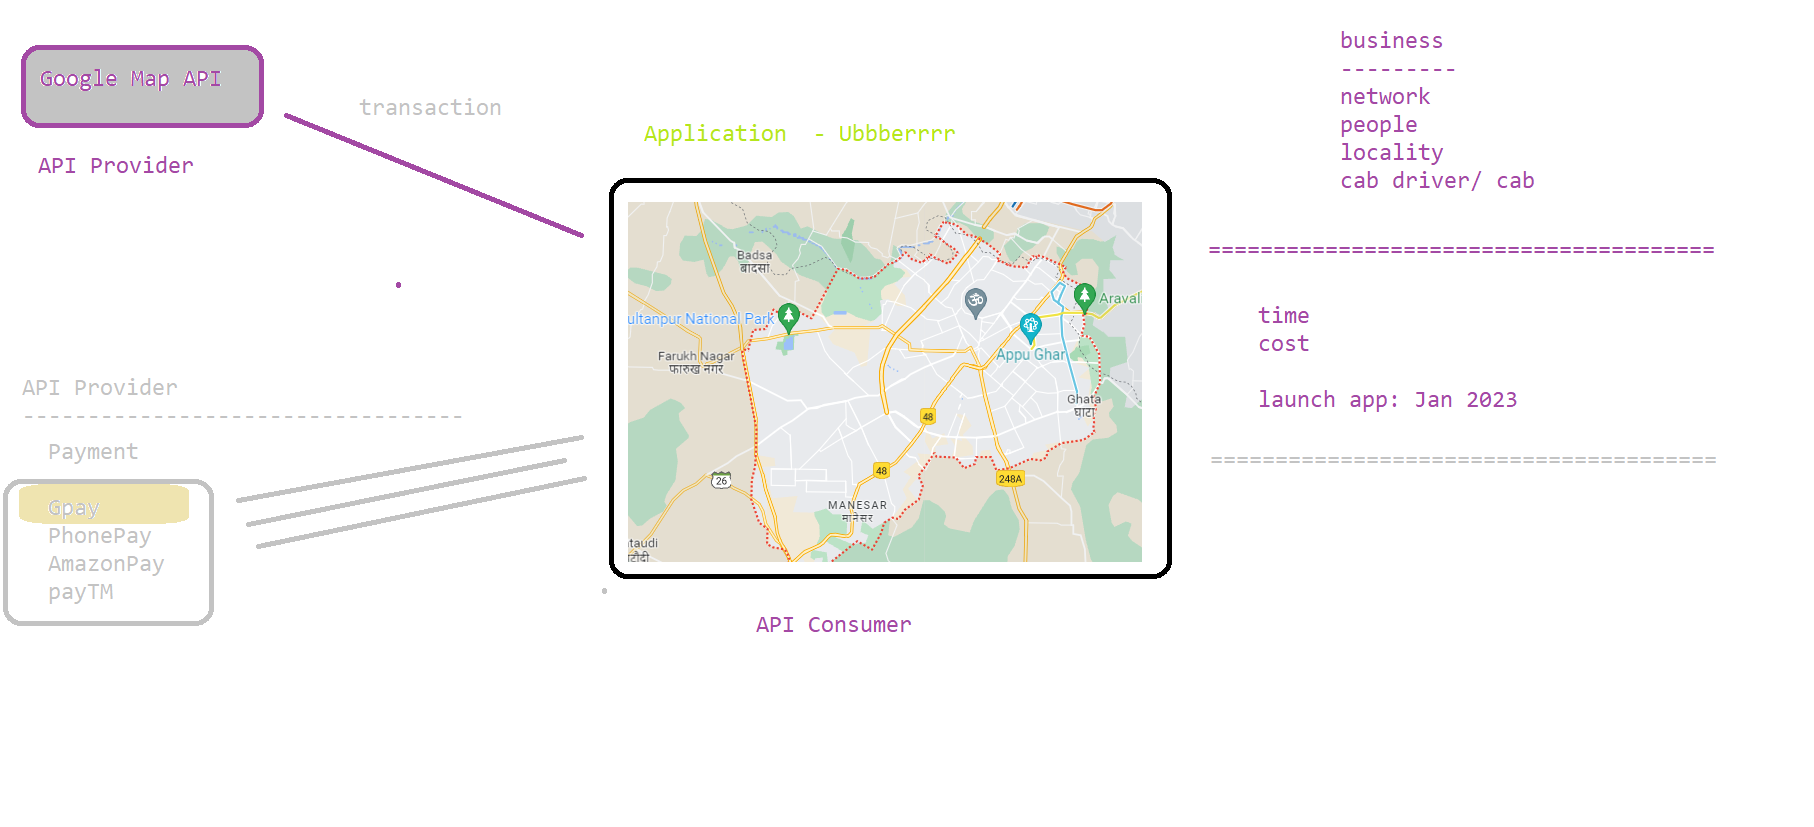 Google Map API
API Provider
transaction
API Provider
----------------------------------
Payment
Gpay
PhonePay
AmazonPay
payTM
Application  - Ubbberrrr
Badsa
बादसां
ultanpur National Park
Farukh Nagar
फारुख नगर
Araval
Appu Ghar
Ghata
घाटा
48
48
26
248A
MANESAR
मानेसर
taudi
टौदी
API Consumer
business
---------
network
people
locality
cab driver/ cab
=======================================
time
cost
launch app: Jan 2023
=======================================